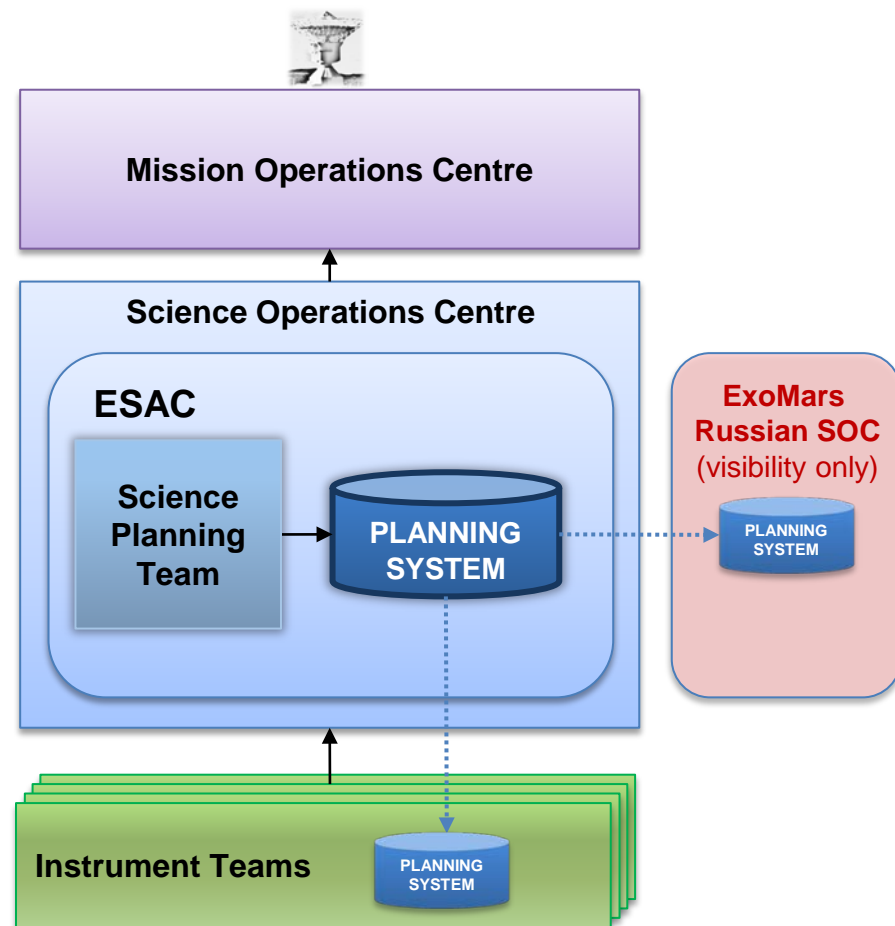 Mission Operations Centre
Science Operations Centre
ESAC
Science
Planning
Team
PLANNING
SYSTEM
ExoMars
Russian SOC
(visibility only)
PLANNING
SYSTEM
Instrument Teams
PLANNING
SYSTEM